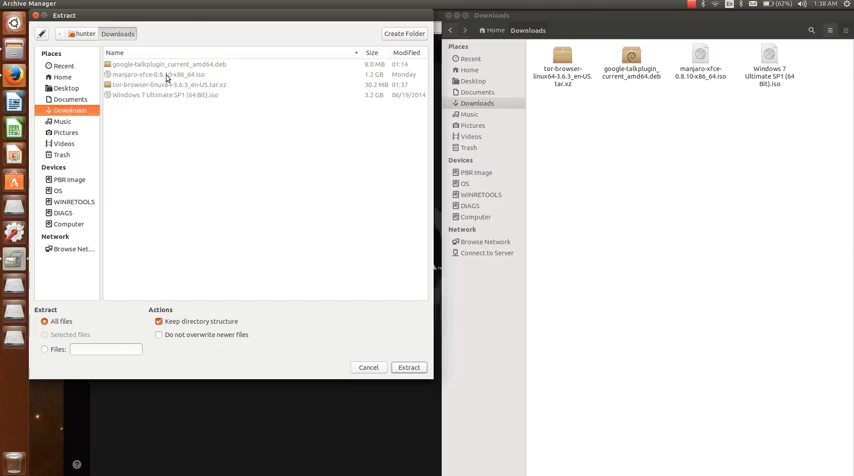 Archive Manager
En
(62%)
1:38 AM
Extract
hunter
Downloads
Create Folder
Places
Recent
Home
Desktop
Documents
Downloads
Music
Pictures
Videos
Trash
Devices
PBR Image
OS
WINRETOOLS
DIAGS
Computer
Network
Browse Net...
Name
Size
Modified
google-talkplugin_current_amd64.deb
8.0 MB
01:14
manjaro-xfce-0.8.10-x86_64.iso
1.2 GB
Monday
tor-browser-linux64-3.6.3_en-US.tar.xz
30.2 MB
01:37
Windows 7 Ultimate SP1 (64 Bit).iso
3.2 GB
06/19/2014
Extract
All files
Selected files
Files:
Actions
Keep directory structure
Do not overwrite newer files
Cancel
Extract
Downloads
Home
Downloads
Places
Recent
Home
Desktop
Documents
Downloads
Music
Pictures
Videos
Trash
Devices
PBR Image
OS
WINRETOOLS
DIAGS
Computer
Network
Browse Network
Connect to Server
tor-browser-
linux64-3.6.3_en-US.
tar.xz
google-talkplugin_
current_amd64.deb
manjaro-xfce-
0.8.10-x86_64.iso
Windows 7
Ultimate SP1 (64
Bit).iso